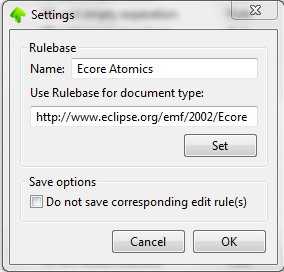 Settings
Rulebase
Name: Ecore Atomics
Use Rulebase for document type:
http://www.eclipse.org/emf/2002/Ecore
Set
Save options
Do not save corresponding edit rule(s)
Cancel OK